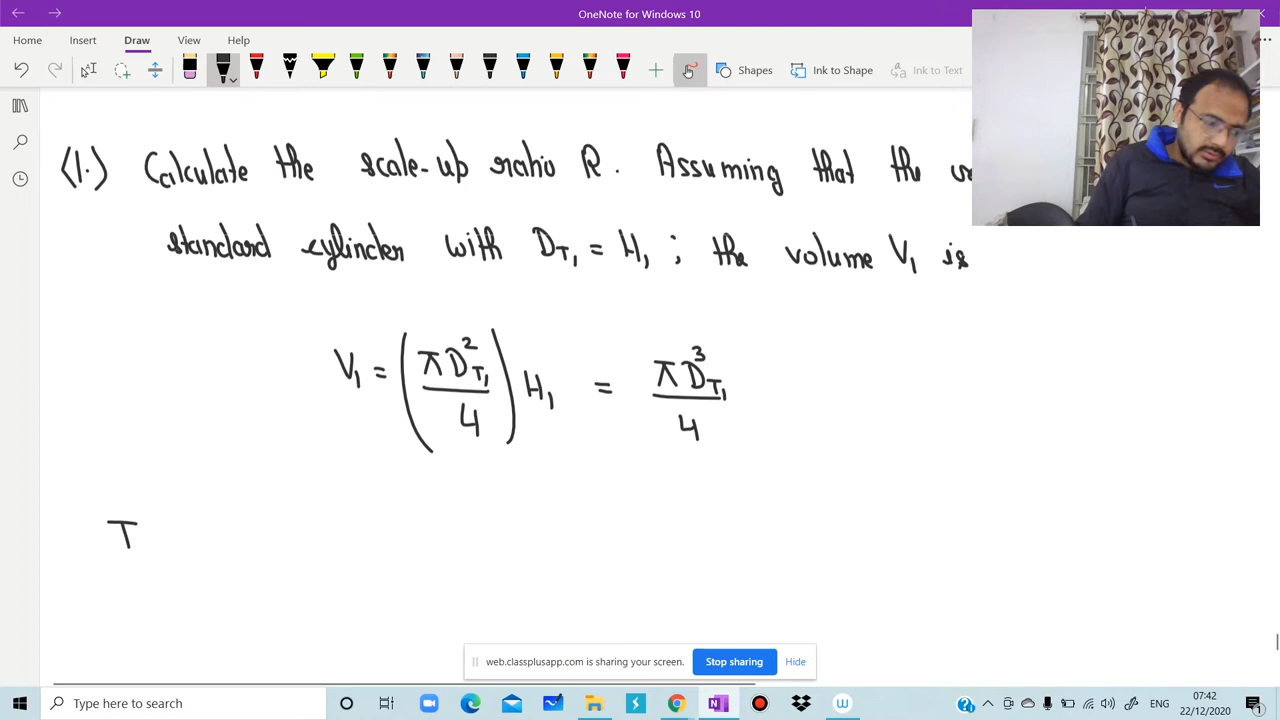 OneNote for Windows 10
Home Insert Draw View Help
Shapes Ink to Shape Ink to Text
(1.) Calculate the scale-up ratio R. Assuming that the
standard cylinder with D_T₁ = H₁ ; the volume V₁ is
V₁ = (πD²_T₁ / 4) H₁ = πD³_T₁ / 4
T
web.classplusapp.com is sharing your screen. Stop sharing Hide
Type here to search
ENG
07:42
22/12/2020